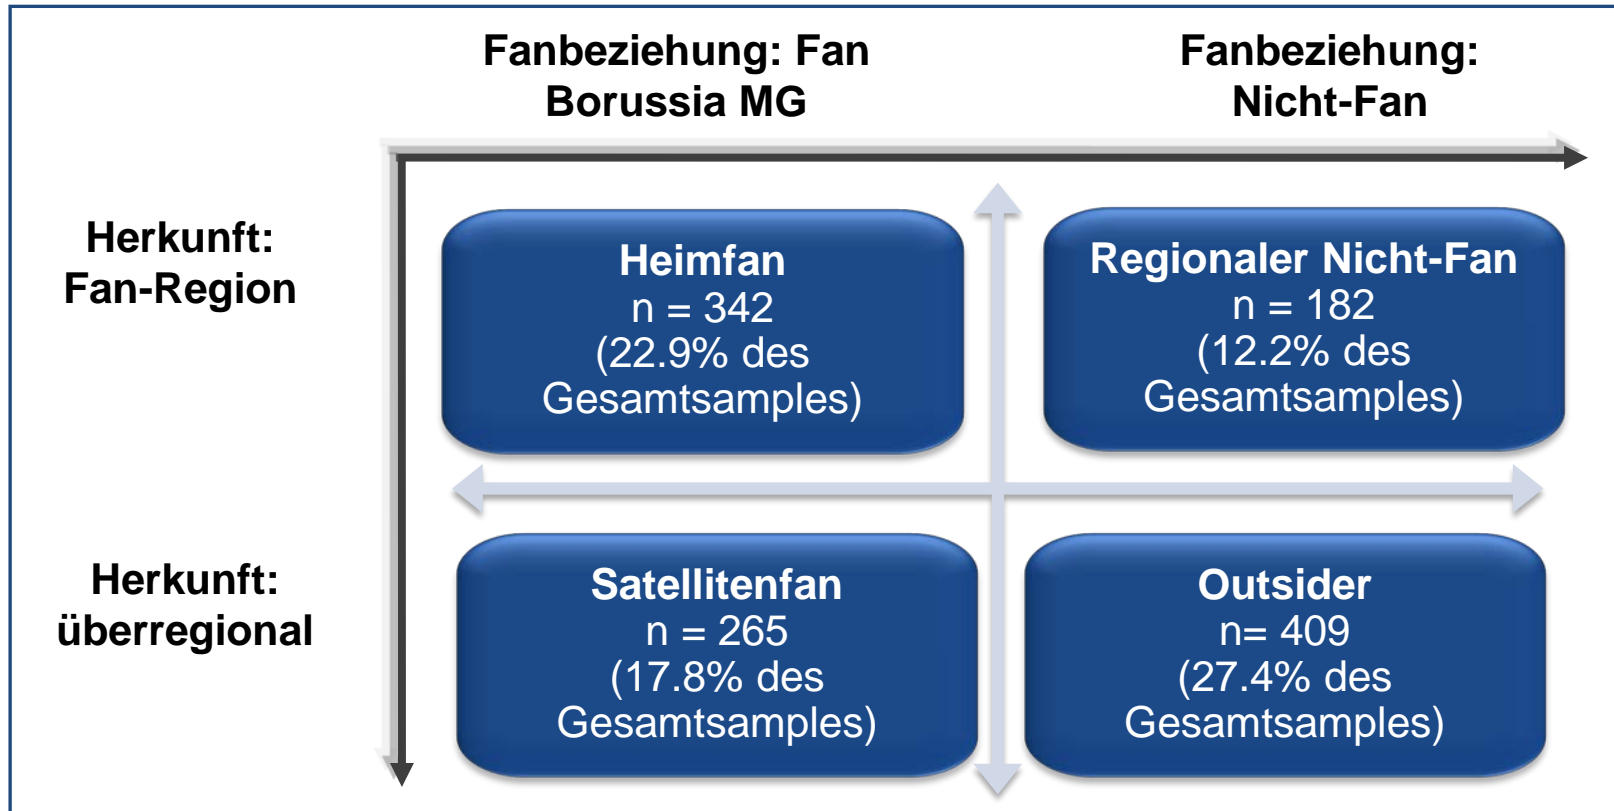 Fanbeziehung: Fan
Borussia MG
Fanbeziehung:
Nicht-Fan
Herkunft:
Fan-Region
Heimfan
n = 342
(22.9% des
Gesamtsamples)
Regionaler Nicht-Fan
n = 182
(12.2% des
Gesamtsamples)
Herkunft:
überregional
Satellitenfan
n = 265
(17.8% des
Gesamtsamples)
Outsider
n= 409
(27.4% des
Gesamtsamples)